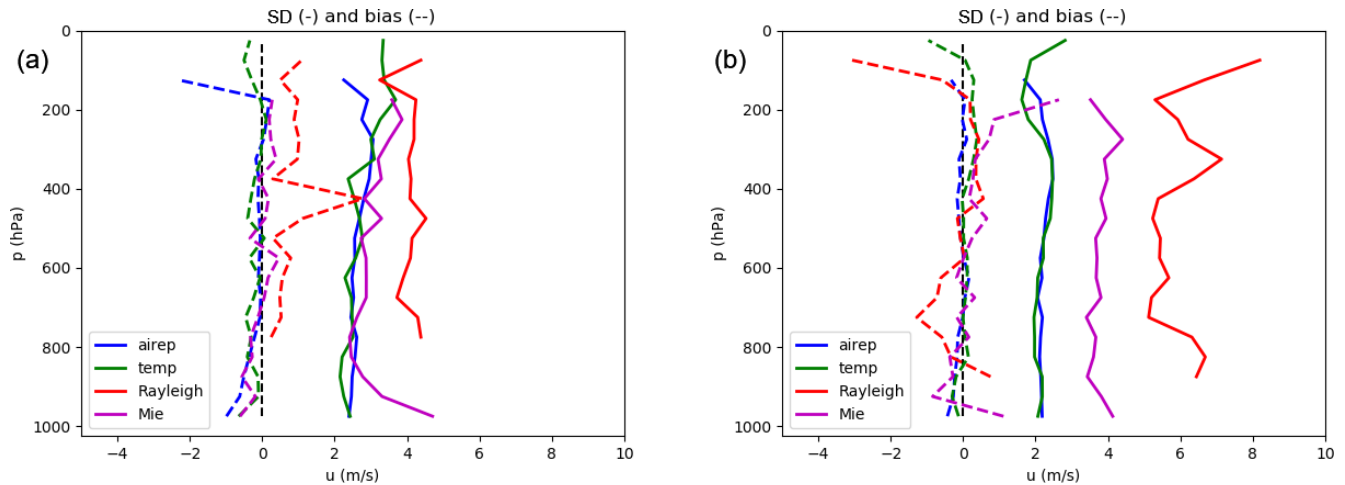 (a)
SD (-) and bias (--)
0
200
400
600
800
1000
p (hPa)
airep
temp
Rayleigh
Mie
-4 -2 0 2 4 6 8 10
u (m/s)
(b)
SD (-) and bias (--)
0
200
400
600
800
1000
p (hPa)
airep
temp
Rayleigh
Mie
-4 -2 0 2 4 6 8 10
u (m/s)